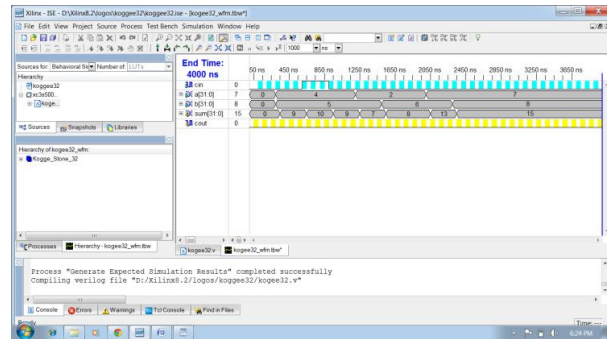 Xilinx - ISE - D:\Xilinx8.2\logos\koggee32\koggee32.ise - [kogee32_wfm.tbw*]
File Edit View Project Source Process Test Bench Simulation Window Help
1000 ns
Sources for: Behavioral Si Number of LUTs
Hierarchy
koggee32
xc3s500...
koge...
Sources Snapshots Libraries
Hierarchy of kogee32_wfm:
Kogge_Stone_32
Processes Hierarchy - kogee32_wfm.tbw
End Time:
4000 ns
50 ns 450 ns 850 ns 1250 ns 1650 ns 2050 ns 2450 ns 2850 ns 3250 ns 3650 ns
cin 0
a[31:0] 7 0 4 2 7
b[31:0] 8 0 5 6 8
sum[31:0] 15 0 9 10 9 7 8 13 15
cout 0
kogee32.v kogee32_wfm.tbw*
Process "Generate Expected Simulation Results" completed successfully
Compiling verilog file "D:/Xilinx8.2/logos/koggee32/kogee32.v"
Console Errors Warnings Tcl Console Find in Files
Ready
Time: ---
6:24 PM